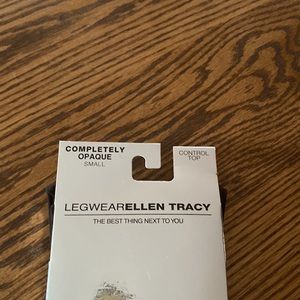 COMPLETELY
OPAQUE
SMALL
CONTROL
TOP
LEGWEARELLEN TRACY
THE BEST THING NEXT TO YOU